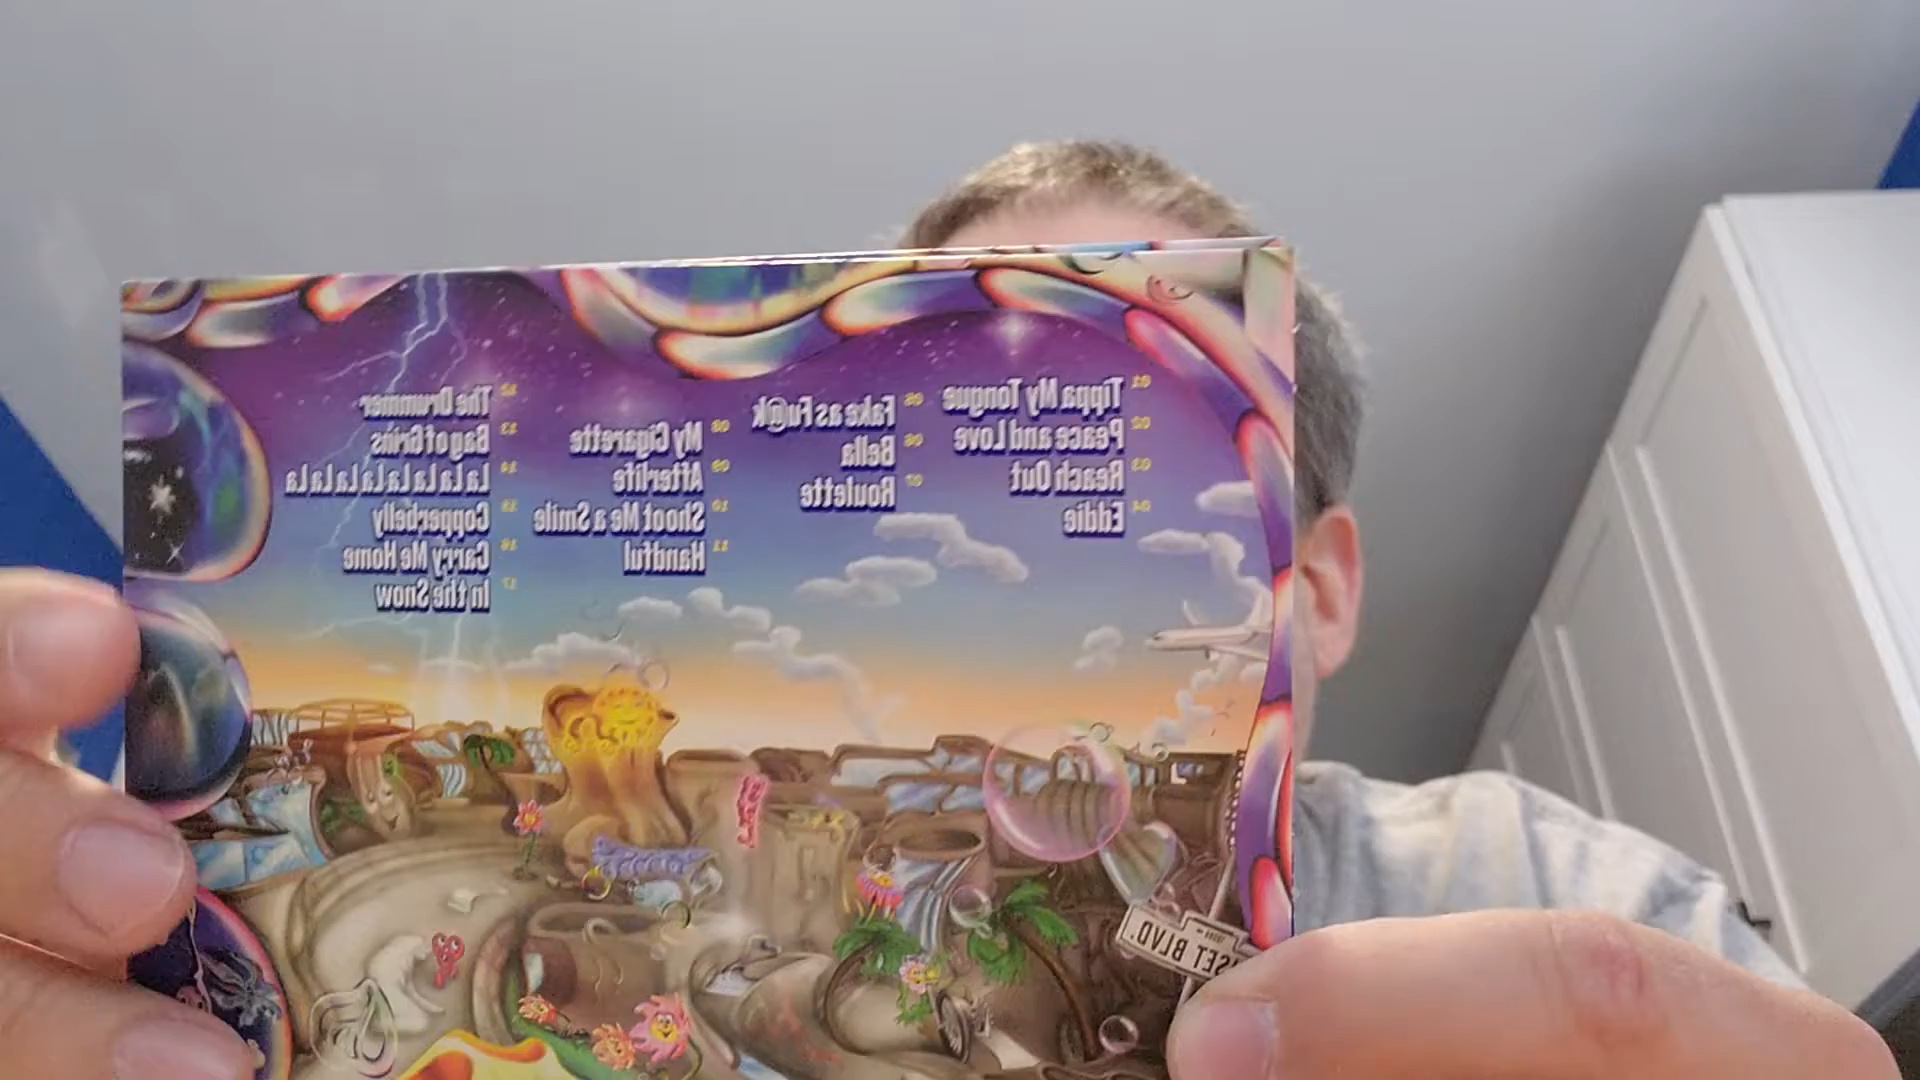 01 Tippa My Tongue
02 Peace and Love
03 Reach Out
04 Eddie
05 Fake as Fu@k
06 Bella
07 Roulette
08 My Cigarette
09 Afterlife
10 Shoot Me a Smile
11 Handful
12 The Drummer
13 Bag of Grins
14 La La La La La La La La
15 Copperbelly
16 Carry Me Home
17 In the Snow
SET BLVD.